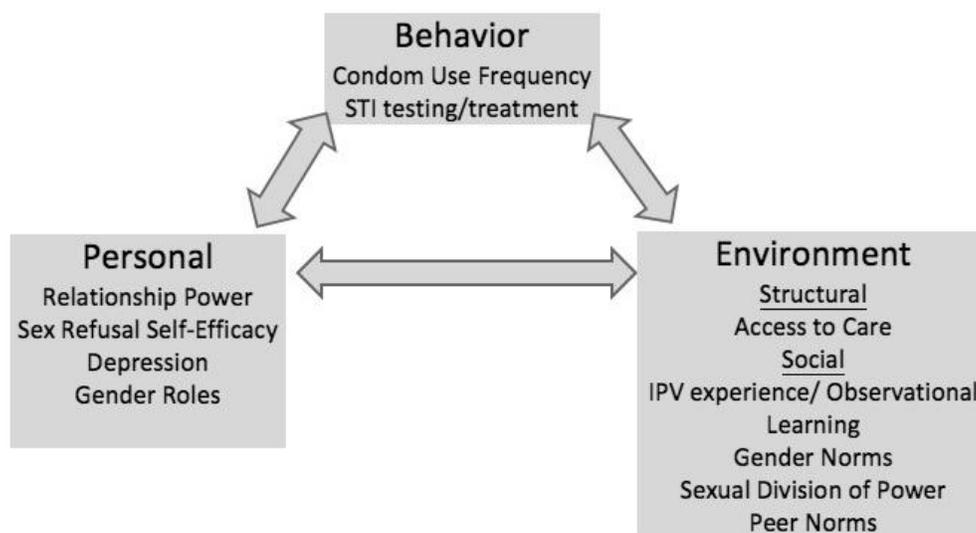 Behavior
Condom Use Frequency
STI testing/treatment
Personal
Relationship Power
Sex Refusal Self-Efficacy
Depression
Gender Roles
Environment
Structural
Access to Care
Social
IPV experience/ Observational
Learning
Gender Norms
Sexual Division of Power
Peer Norms